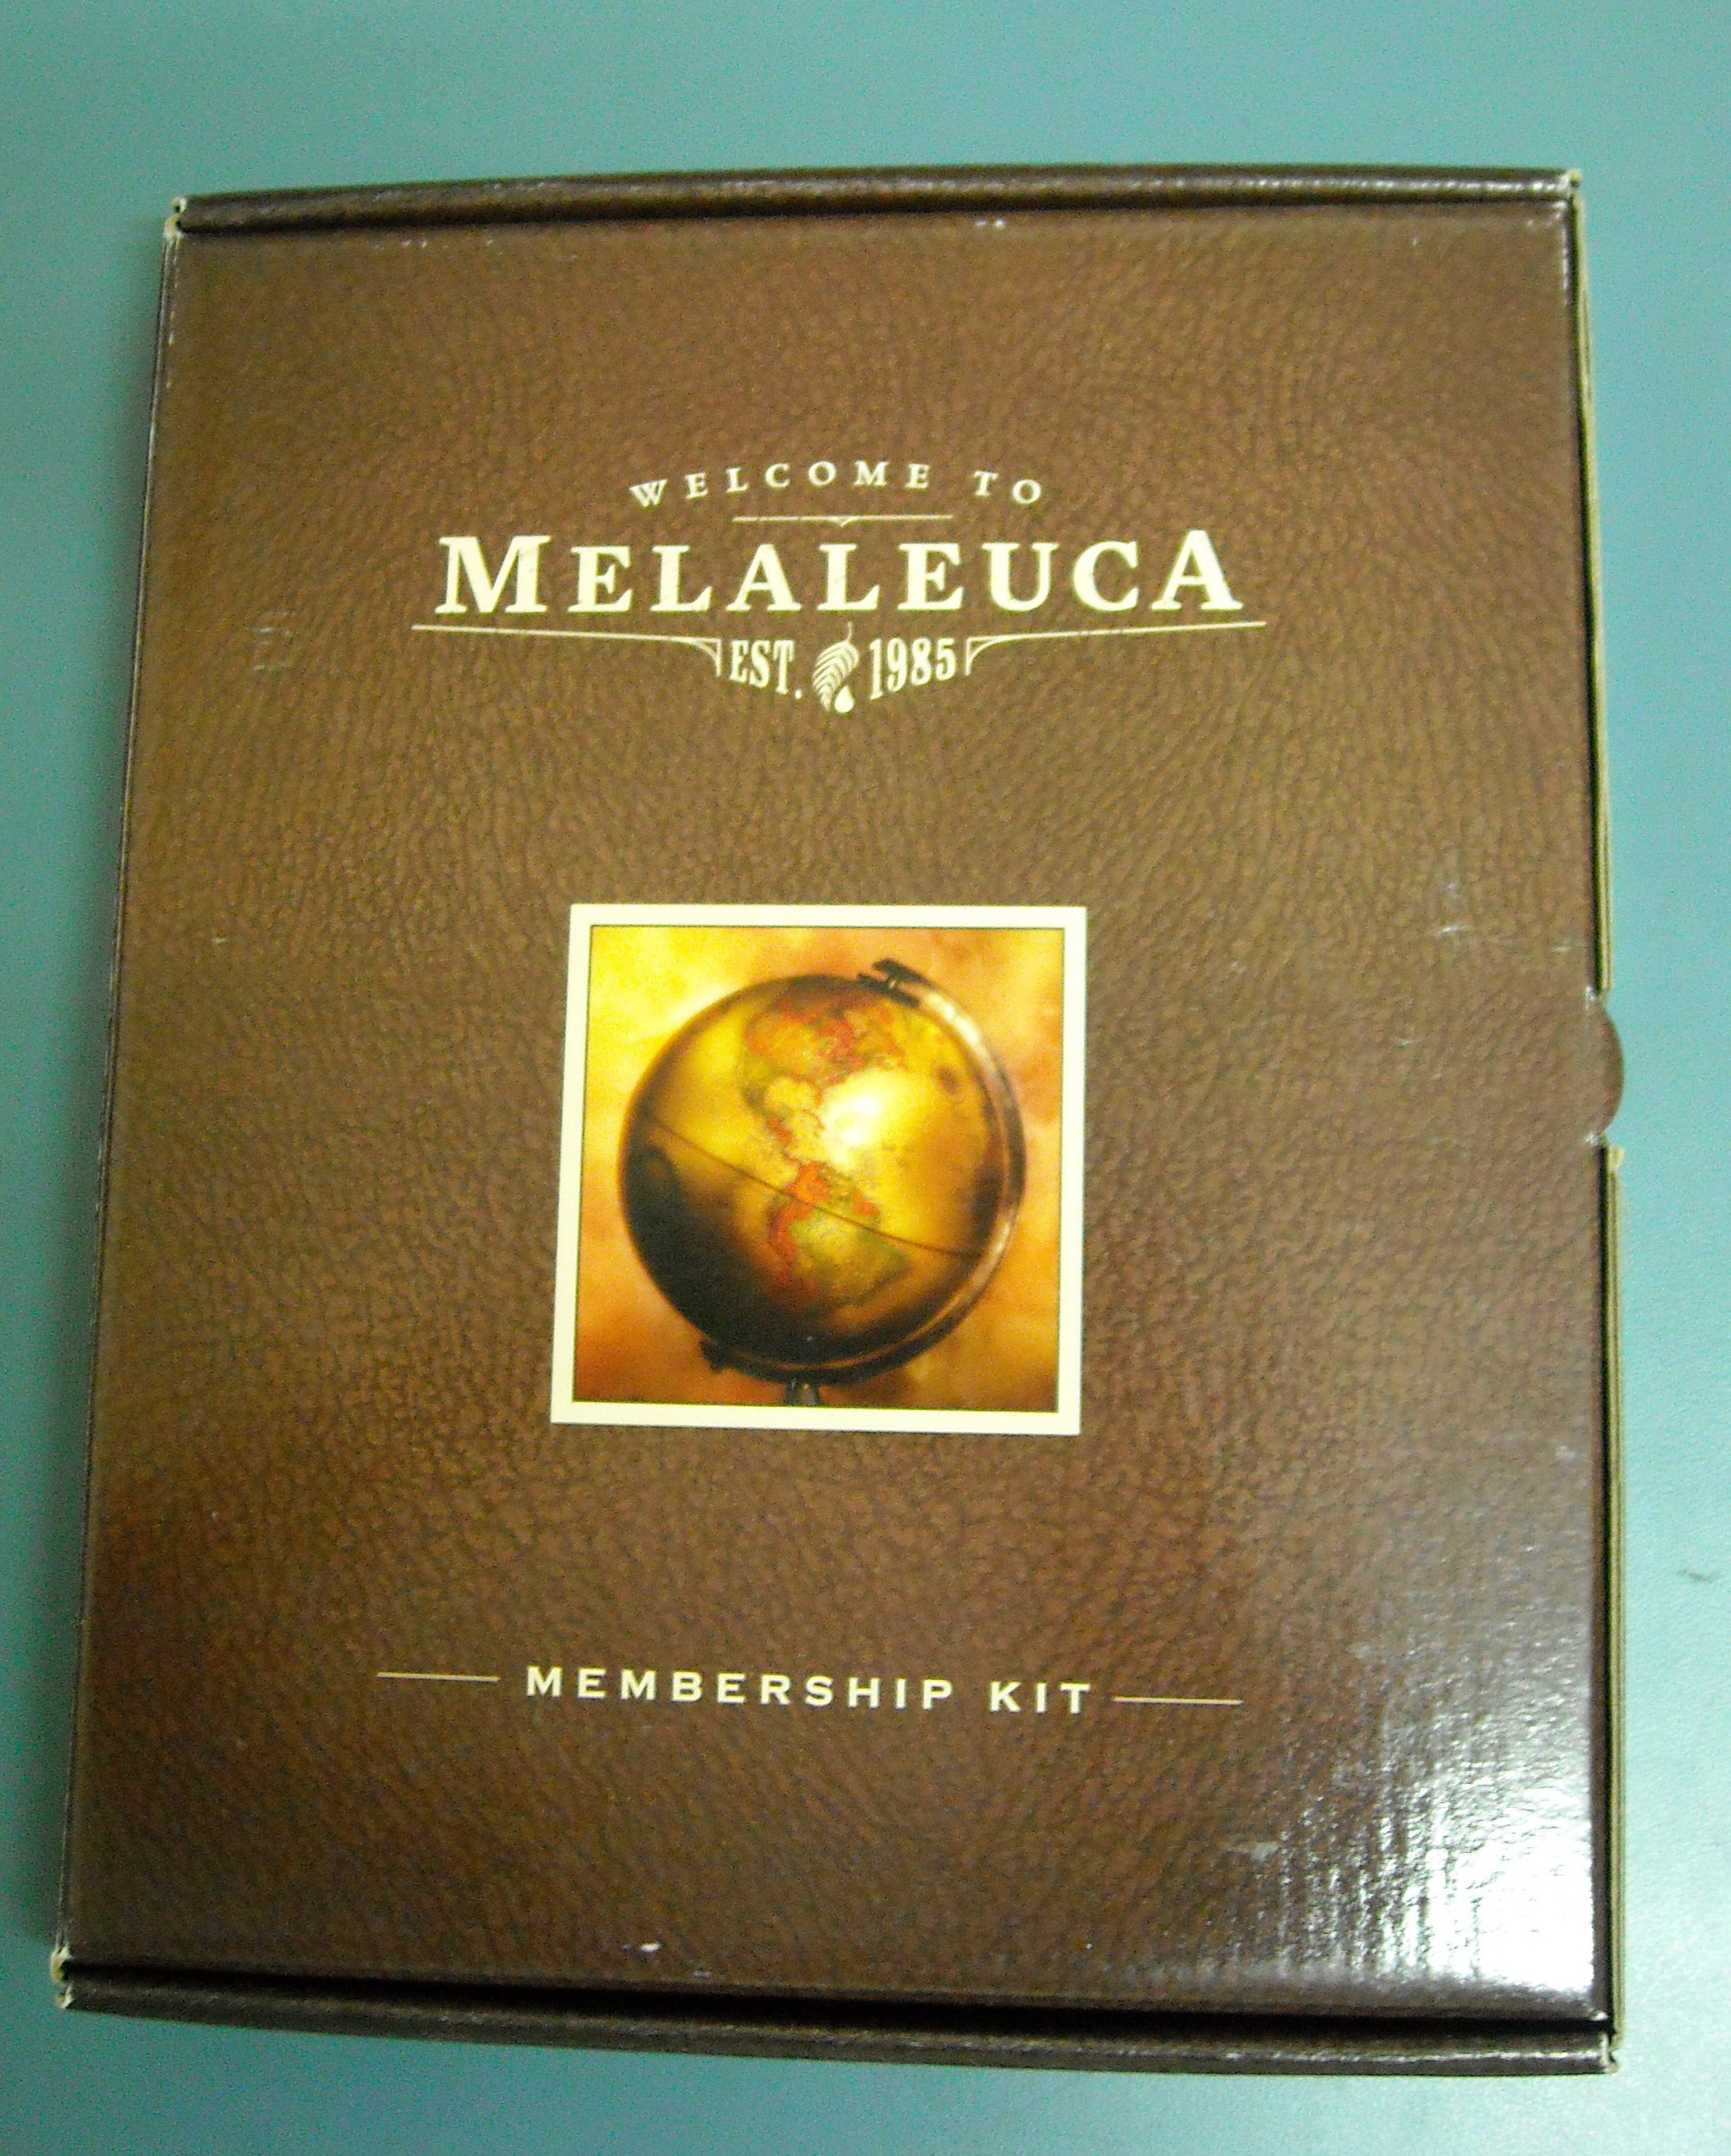 WELCOME TO
MELALEUCA
EST. 1985
MEMBERSHIP KIT